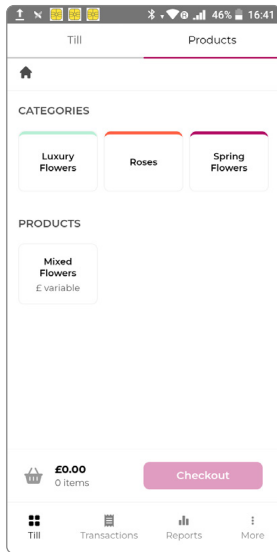 46% 16:41
Till Products
CATEGORIES
Luxury Flowers
Roses
Spring Flowers
PRODUCTS
Mixed Flowers
£ variable
£0.00
0 items
Checkout
Till Transactions Reports More